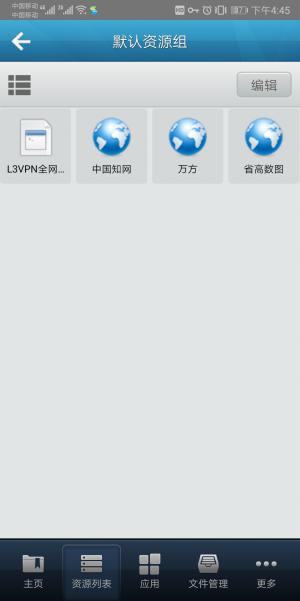 中国移动
中国移动
下午4:45
默认资源组
编辑
L3VPN全网...
中国知网
万方
省高数图
主页
资源列表
应用
文件管理
更多